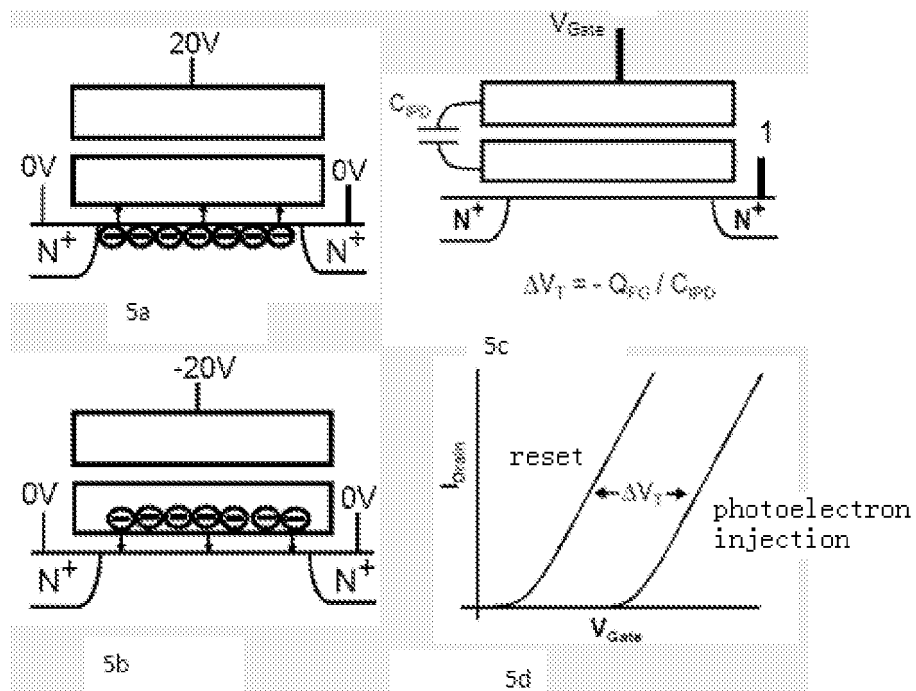 20V
0V
0V
N+
N+
5a
VGate
CIPD
1
N+
N+
ΔVT = - QFG / CIPD
5c
-20V
0V
0V
N+
N+
5b
IDrain
reset
ΔVT
photoelectron
injection
VGate
5d